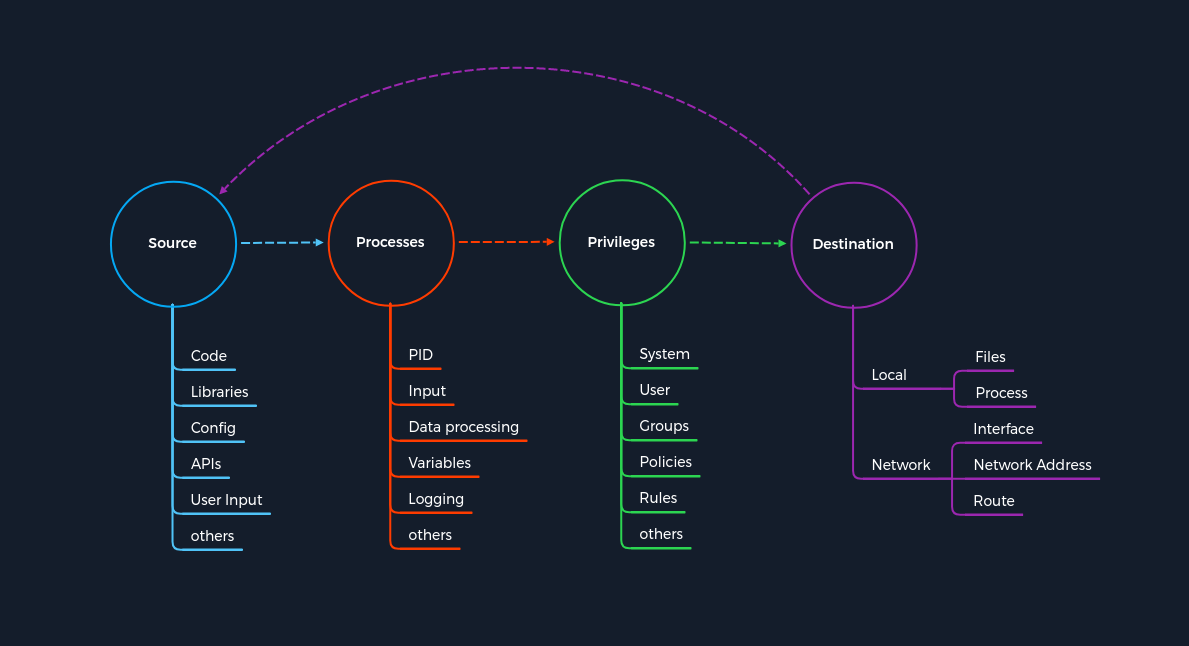 Source
Processes
Privileges
Destination
Code
Libraries
Config
APIs
User Input
others
PID
Input
Data processing
Variables
Logging
others
System
User
Groups
Policies
Rules
others
Local
Files
Process
Network
Interface
Network Address
Route